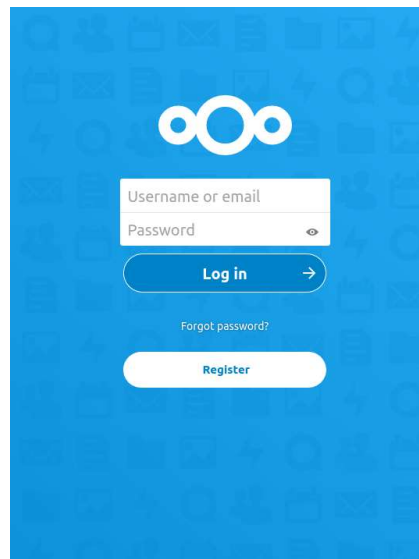 Username or email
Password
Log in
Forgot password?
Register